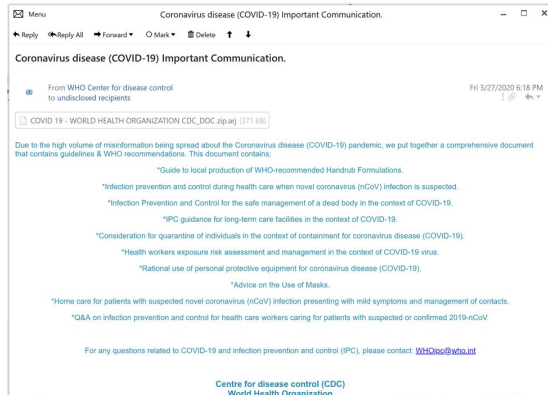 Menu
Coronavirus disease (COVID-19) Important Communication.
Reply Reply All Forward Mark Delete
Coronavirus disease (COVID-19) Important Communication.
From WHO Center for disease control
to undisclosed recipients
Fri 3/27/2020 6:18 PM
COVID 19 - WORLD HEALTH ORGANIZATION CDC_DOC zip.arj (371 kB)
Due to the high volume of misinformation being spread about the Coronavirus disease (COVID-19) pandemic, we put together a comprehensive document
that contains guidelines & WHO recommendations. This document contains;
*Guide to local production of WHO-recommended Handrub Formulations.
*Infection prevention and control during health care when novel coronavirus (nCoV) infection is suspected.
*Infection Prevention and Control for the safe management of a dead body in the context of COVID-19.
*IPC guidance for long-term care facilities in the context of COVID-19.
*Consideration for quarantine of individuals in the context of containment for coronavirus disease (COVID-19).
*Health workers exposure risk assessment and management in the context of COVID-19 virus.
*Rational use of personal protective equipment for coronavirus disease (COVID-19).
*Advice on the Use of Masks.
*Home care for patients with suspected novel coronavirus (nCoV) infection presenting with mild symptoms and management of contacts.
*Q&A on infection prevention and control for health care workers caring for patients with suspected or confirmed 2019-nCoV.
For any questions related to COVID-19 and infection prevention and control (IPC), please contact: WHOipc@who.int
Centre for disease control (CDC)
World Health Organization